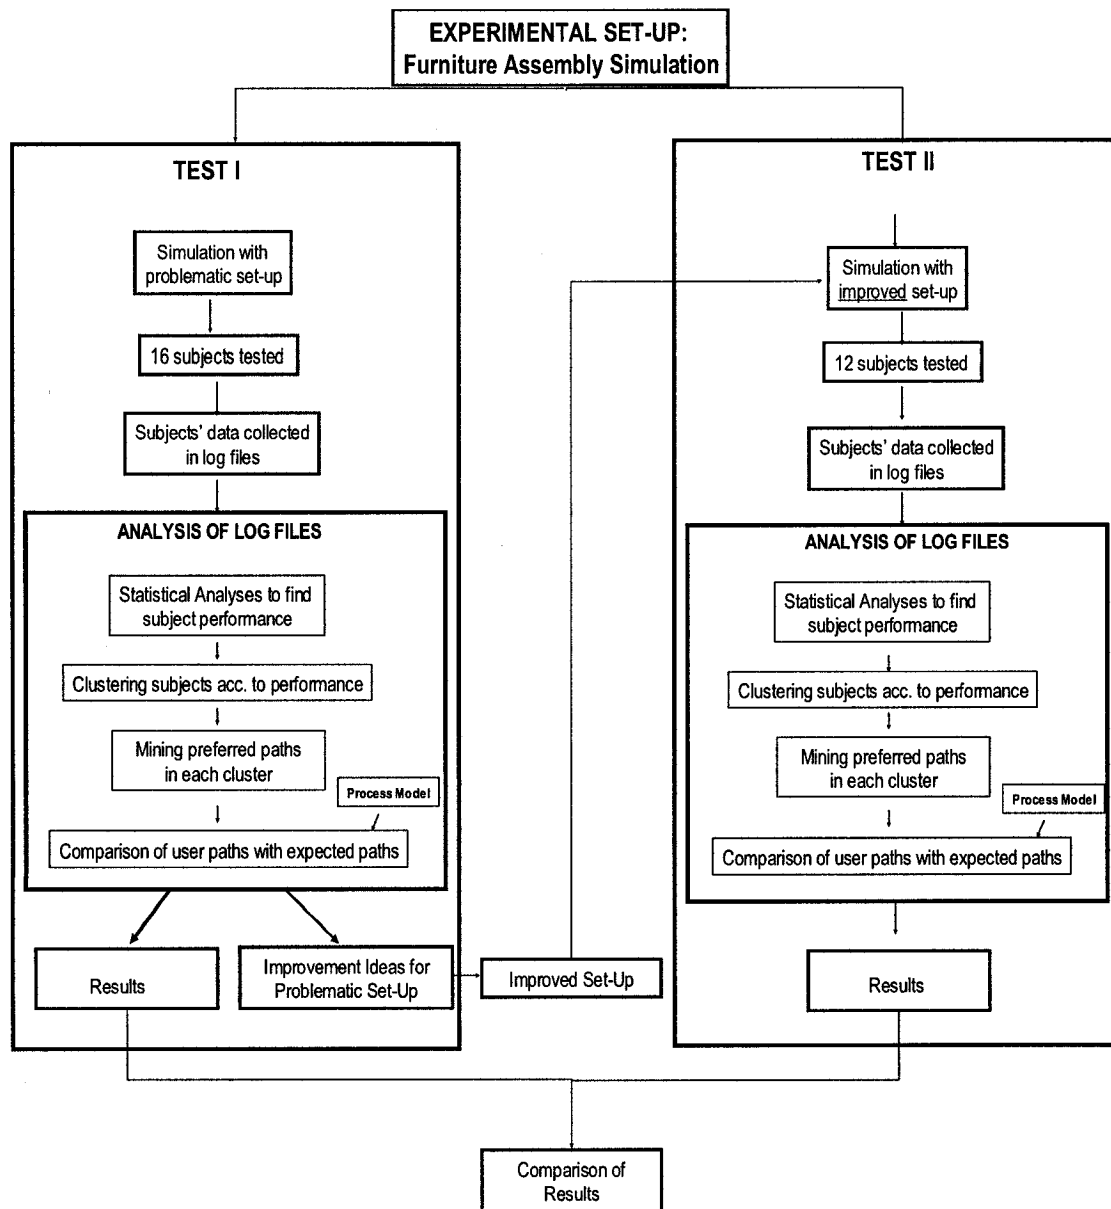 EXPERIMENTAL SET-UP:
Furniture Assembly Simulation
TEST I
Simulation with
problematic set-up
16 subjects tested
Subjects' data collected
in log files
ANALYSIS OF LOG FILES
Statistical Analyses to find
subject performance
Clustering subjects acc. to performance
Mining preferred paths
in each cluster
Process Model
Comparison of user paths with expected paths
Results
Improvement Ideas for
Problematic Set-Up
Improved Set-Up
TEST II
Simulation with
improved set-up
12 subjects tested
Subjects' data collected
in log files
ANALYSIS OF LOG FILES
Statistical Analyses to find
subject performance
Clustering subjects acc. to performance
Mining preferred paths
in each cluster
Process Model
Comparison of user paths with expected paths
Results
Comparison of
Results